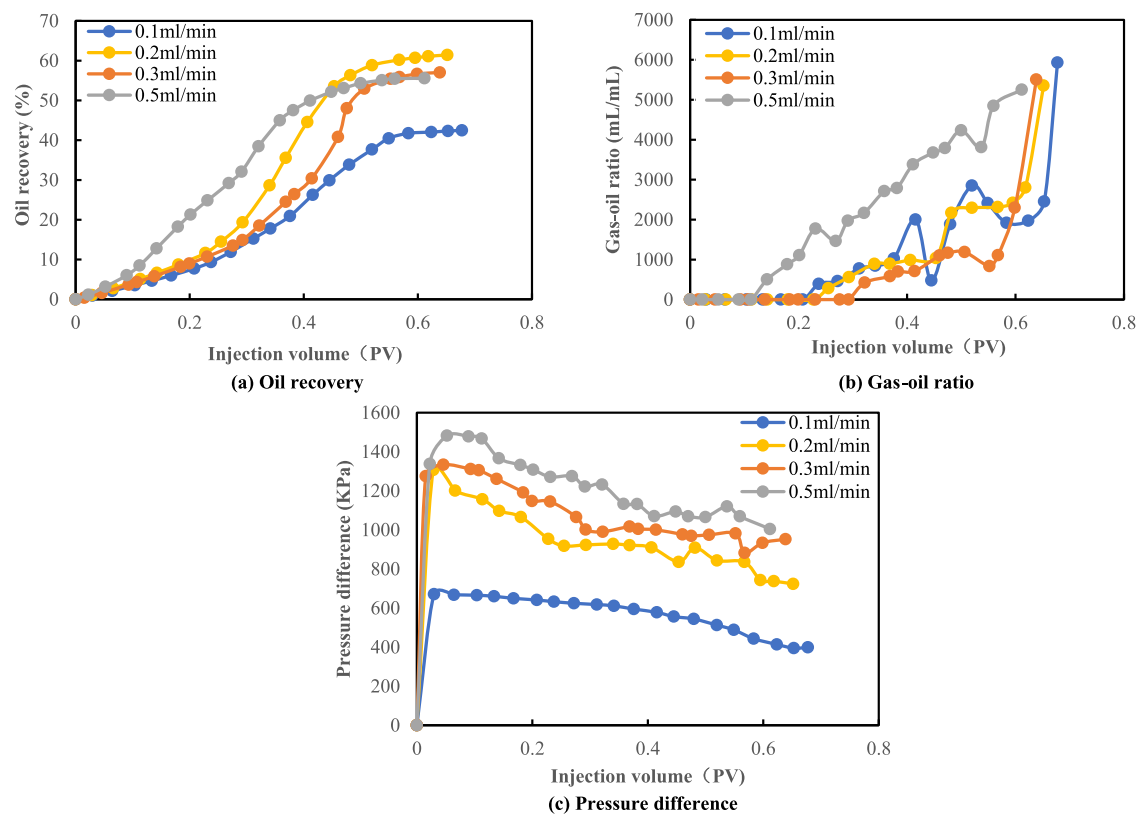 70
60
50
40
30
20
10
0
Oil recovery (%)
0.1ml/min
0.2ml/min
0.3ml/min
0.5ml/min
0 0.2 0.4 0.6 0.8
Injection volume（PV）
(a) Oil recovery
7000
6000
5000
4000
3000
2000
1000
0
Gas-oil ratio (mL/mL)
0.1ml/min
0.2ml/min
0.3ml/min
0.5ml/min
0 0.2 0.4 0.6 0.8
Injection volume（PV）
(b) Gas-oil ratio
1600
1400
1200
1000
800
600
400
200
0
Pressure difference (KPa)
0.1ml/min
0.2ml/min
0.3ml/min
0.5ml/min
0 0.2 0.4 0.6 0.8
Injection volume（PV）
(c) Pressure difference